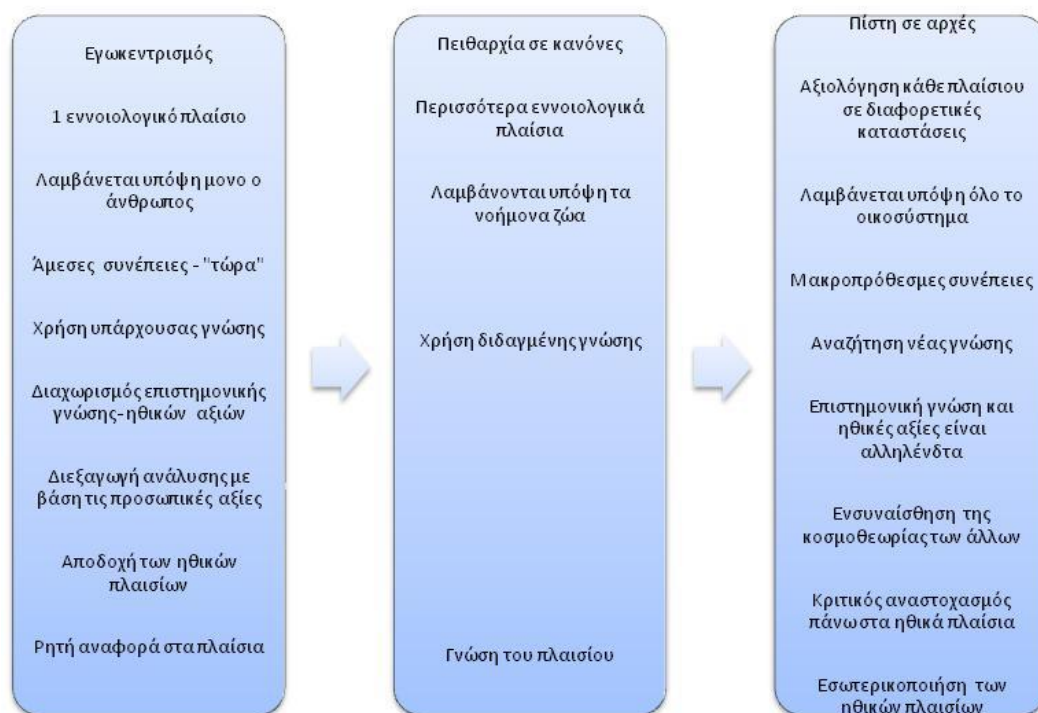 Εγωκεντρισμός
1 εννοιολογικό πλαίσιο
Λαμβάνεται υπόψη μονο ο
άνθρωπος
Άμεσες συνέπειες - "τώρα"
Χρήση υπάρχουσας γνώσης
Διαχωρισμός επιστημονικής
γνώσης- ηθικών αξιών
Διεξαγωγή ανάλυσης με
βάση τις προσωπικές αξίες
Αποδοχή των ηθικών
πλαισίων
Ρητή αναφορά στα πλαίσια
Πειθαρχία σε κανόνες
Περισσότερα εννοιολογικά
πλαίσια
Λαμβάνονται υπόψη τα
νοήμονα ζώα
Χρήση διδαγμένης γνώσης
Γνώση του πλαισίου
Πίστη σε αρχές
Αξιολόγηση κάθε πλαίσιου
σε διαφορετικές
καταστάσεις
Λαμβάνεται υπόψη όλο το
οικοσύστημα
Μακροπρόθεσμες συνέπειες
Αναζήτηση νέας γνώσης
Επιστημονική γνώση και
ηθικές αξίες είναι
αλληλένδτα
Ενσυναίσθηση της
κοσμοθεωρίας των άλλων
Κριτικός αναστοχασμός
πάνω στα ηθικά πλαίσια
Εσωτερικοποιήση των
ηθικών πλαισίων